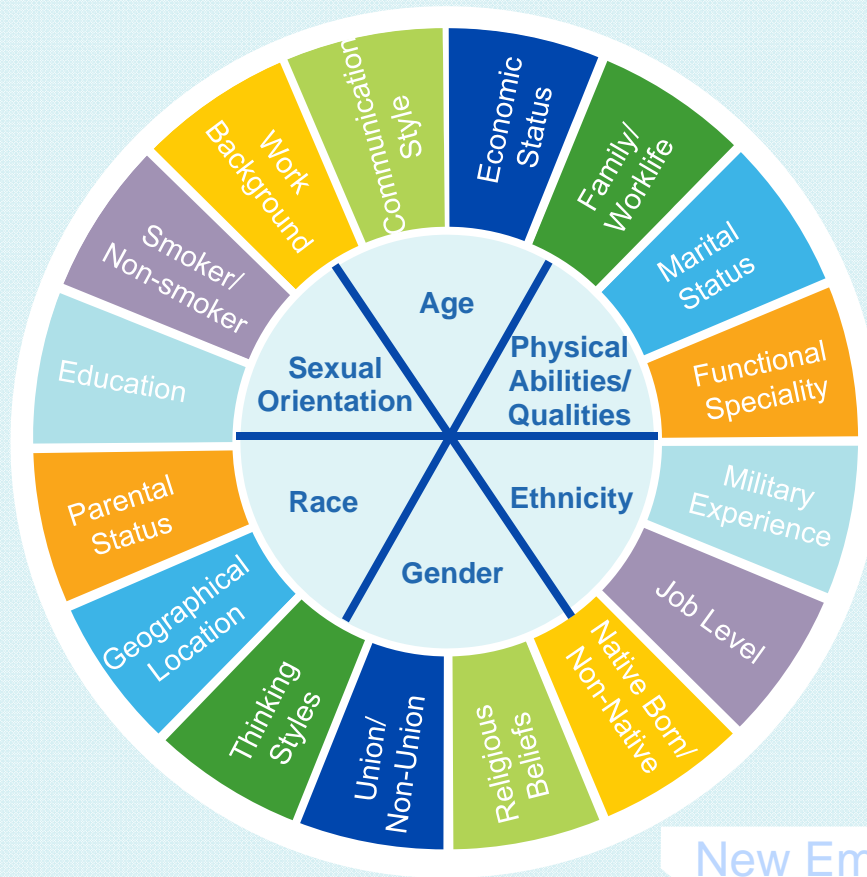 Economic
Status
Family/
Worklife
Marital
Status
Functional
Speciality
Military
Experience
Job Level
Native Born/
Non-Native
Religious
Beliefs
Union/
Non-Union
Thinking
Styles
Geographical
Location
Parental
Status
Education
Smoker/
Non-smoker
Work
Background
Communication
Style
Age
Physical
Abilities/
Qualities
Ethnicity
Gender
Race
Sexual
Orientation
New Em